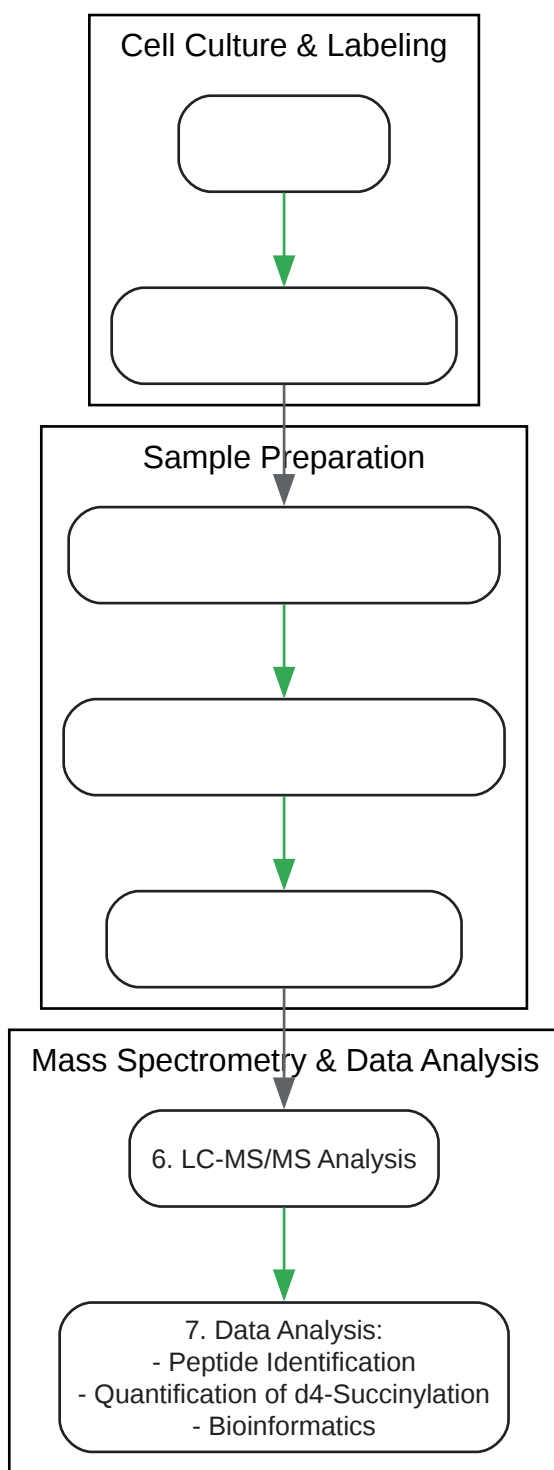 Cell Culture & Labeling
Sample Preparation
Mass Spectrometry & Data Analysis
6. LC-MS/MS Analysis
7. Data Analysis:
- Peptide Identification
- Quantification of d4-Succinylation
- Bioinformatics